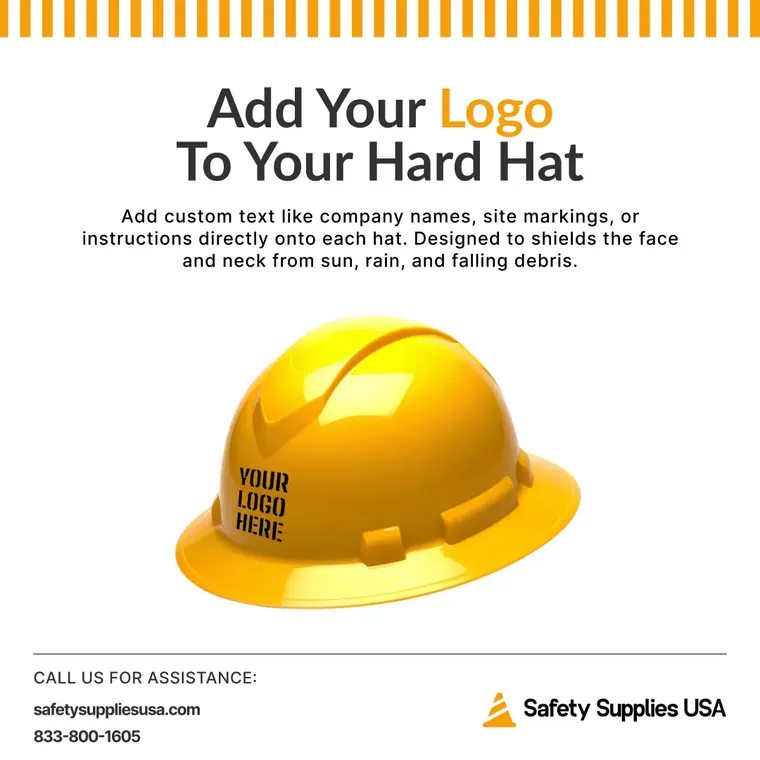 Add Your Logo
To Your Hard Hat
Add custom text like company names, site markings, or
instructions directly onto each hat. Designed to shields the face
and neck from sun, rain, and falling debris.
YOUR
LOGO
HERE
CALL US FOR ASSISTANCE:
safetysuppliesusa.com
833-800-1605
Safety Supplies USA